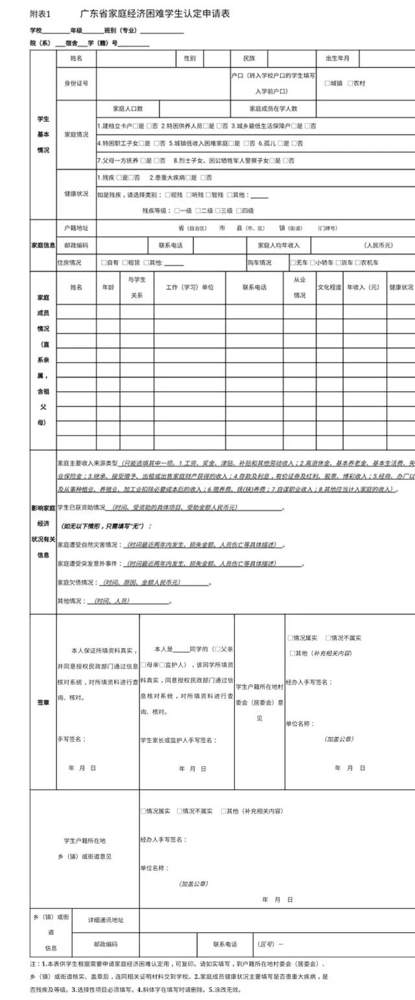 附表1 广东省家庭经济困难学生认定申请表
学校________年级______班别（专业）____________
院（系）___宿舍___学（籍）号________
学生基本情况
姓名 性别 民族 出生年月
身份证号 户口（转入学校户口的学生填写入学前户口） □城镇 □农村
家庭情况
家庭人口数 家庭成员在学人数
1.建档立卡户□是 □否 2.特困供养人员□是 □否 3.城乡最低生活保障户□是 □否
4.特困职工子女□是 □否 5.城镇低收入困难家庭□是 □否 6.孤儿 □是 □否
7.父母一方抚养 □是 □否 8.烈士子女、因公牺牲军人警察子女□是 □否
健康状况
1.残疾 □是□否 2.患重大疾病□是 □否
如是残疾，请选择类别： □视残 □听残 □智残 □其他：_____
残疾等级： □一级 □二级 □三级 □四级
家庭信息
户籍地址 省（自治区） 市 县（市、区） 镇（街道） （门牌号）
邮政编码 联系电话 家庭人均年收入 （人民币元）
住房情况 □自有 □租赁 □其他: _____ 购车情况 □无车 □小轿车 □货车 □农机车
家庭成员情况（直系亲属，含祖父母）
姓名 年龄 与学生关系 工作（学习）单位 联系电话 从业情况 文化程度 年收入（元） 健康状况
影响家庭经济状况有关信息
家庭主要收入来源类型（只能选填其中一项。1.工资、奖金、津贴、补贴和其他劳动收入；2.离退休金、基本养老金、基本生活费、失
业保险金；3.继承、接受赠予、出租或出售家庭财产获得的收入；4.存款及利息，有价证券及红利、股票、博彩收入；5.经商、办厂以
及从事种植业、养殖业、加工业扣除必要成本后的收入；6.赡养费、抚(扶)养费；7.自谋职业收入；8.其他应当计入家庭的收入）。
学生已获资助情况（时间、受资助的具体项目、受助金额人民币元）。
（如无以下情形，只需填写“无”）：
家庭遭受自然灾害情况：（时间最近两年内发生、损失金额、人员伤亡等具体描述）。
家庭遭受突发意外事件：（时间最近两年内发生、损失金额、人员伤亡等具体描述）。
家庭欠债情况：（时间、原因、金额人民币元）。
其他情况：（时间、人员）。
签章
本人保证所填资料真实，
并同意授权民政部门通过信息
核对系统，对所填资料进行查
询、核对。
手写签名：
年 月 日
本人是_____同学的（□父亲
□母亲□监护人），该同学所填资
料真实，同意授权民政部门通过信
息核对系统，对所填资料进行查
询、核对。
学生家长或监护人手写签名：
年 月 日
学生户籍所在地村
委会（居委会）意
见
□情况属实 □情况不属实
□其他（补充相关内容）
经办人手写签名：
单位名称：
（加盖公章）
年 月 日
学生户籍所在地
乡（镇）或街道意见
□情况属实 □情况不属实 □其他（补充相关内容）
经办人手写签名：
单位名称：
（加盖公章）
年 月 日
乡（镇）或街道信息
详细通讯地址
邮政编码 联系电话 （区号）－
注：1.本表供学生根据需要申请家庭经济困难认定用，可复印。请如实填写，到户籍所在地村委会（居委会）、
乡（镇）或街道核实、盖章后，连同相关证明材料交到学校。2.家庭成员健康状况主要填写是否患重大疾病，是
否残疾及等级。3.选择性项目必须填写。4.斜体字在填写时请删除。5.涂改无效。